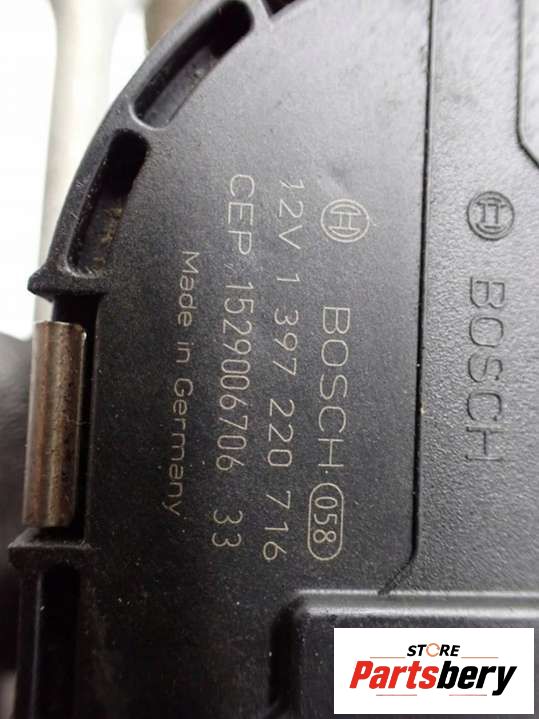 BOSCH 058
12V 1 397 220 716
CEP 1529006706 33
Made in Germany
BOSCH
STORE
Partsbery